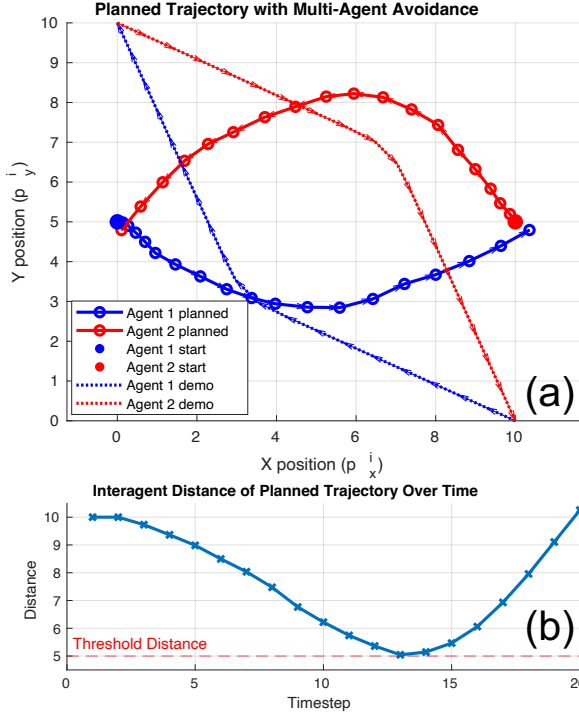 Planned Trajectory with Multi-Agent Avoidance
10
9
8
7
6
5
4
3
2
1
0
Y position (p i y)
Agent 1 planned
Agent 2 planned
Agent 1 start
Agent 2 start
Agent 1 demo
Agent 2 demo
(a)
0 2 4 6 8 10
X position (p i x)
Interagent Distance of Planned Trajectory Over Time
10
9
8
7
6
5
Distance
Threshold Distance
(b)
0 5 10 15 20
Timestep